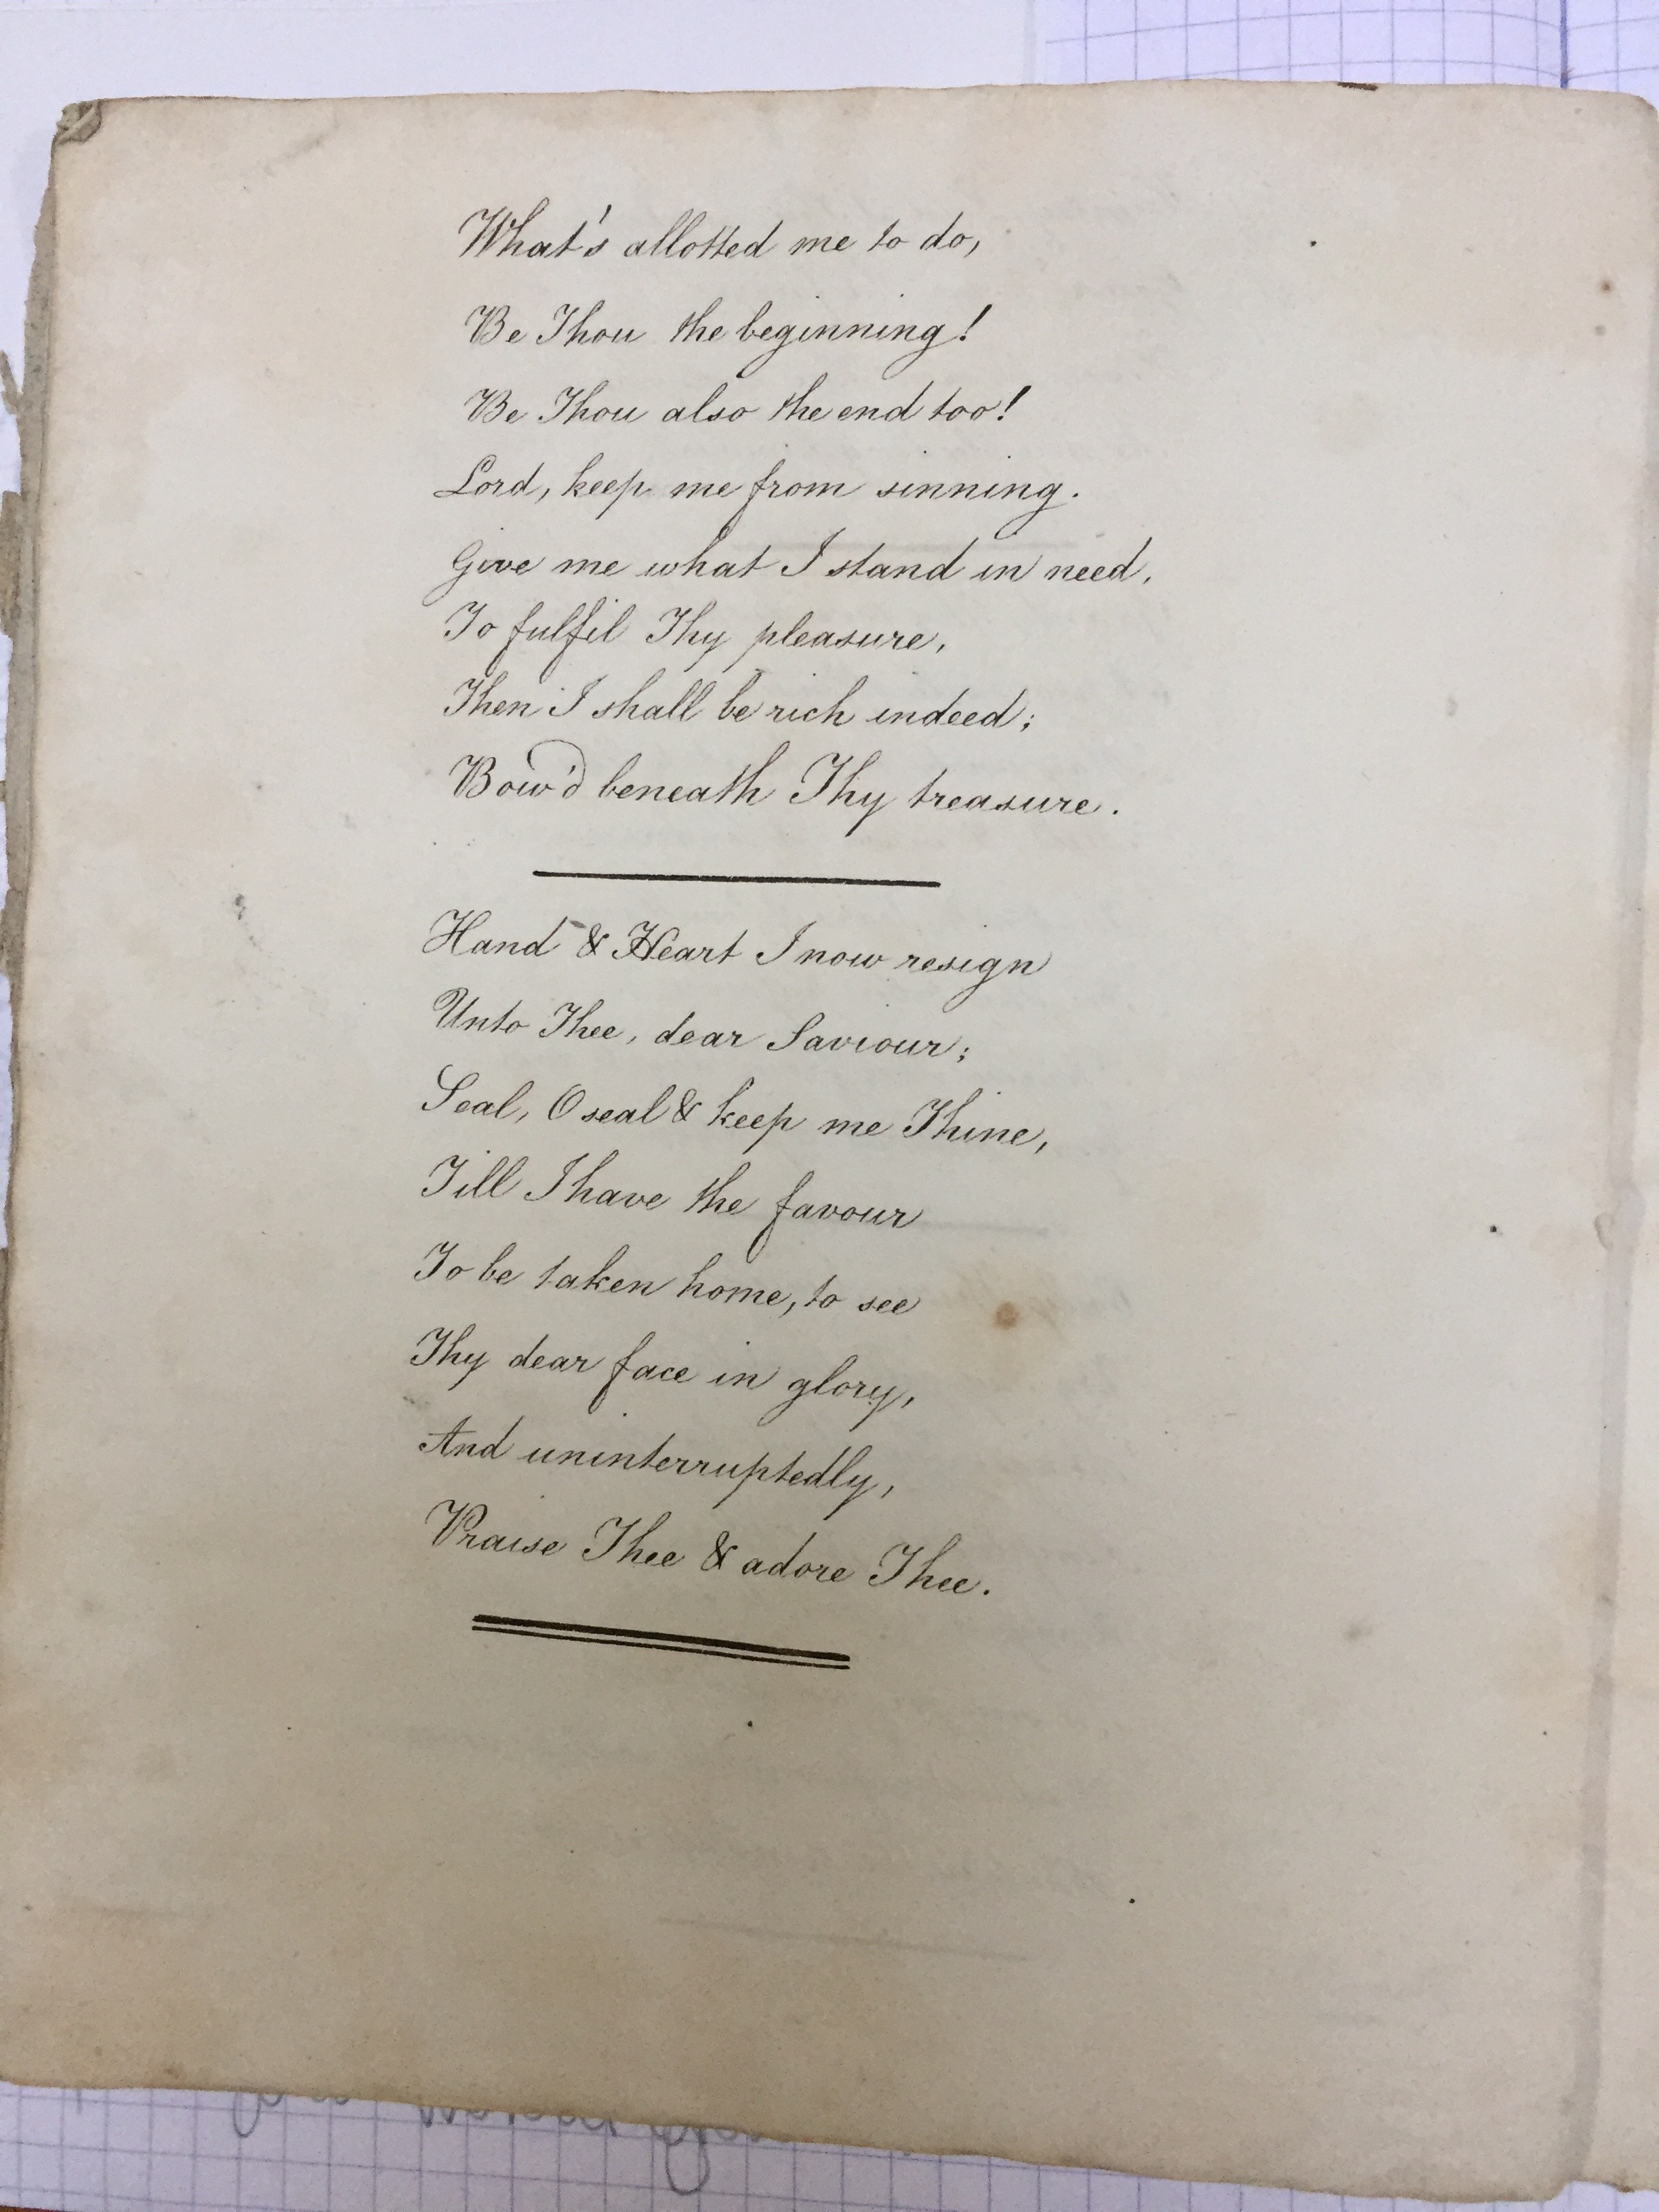 What's allotted me to do,
Be Thou the beginning!
Be Thou also the end too!
Lord, keep me from sinning.
Give me what I stand in need,
To fulfil Thy pleasure,
Then I shall be rich indeed;
Bow'd beneath Thy treasure.
Hand & Heart I now resign
Unto Thee, dear Saviour;
Seal, O seal & keep me Thine,
Till I have the favour
To be taken home, to see
Thy dear face in glory,
And uninterruptedly,
Praise Thee & adore Thee.